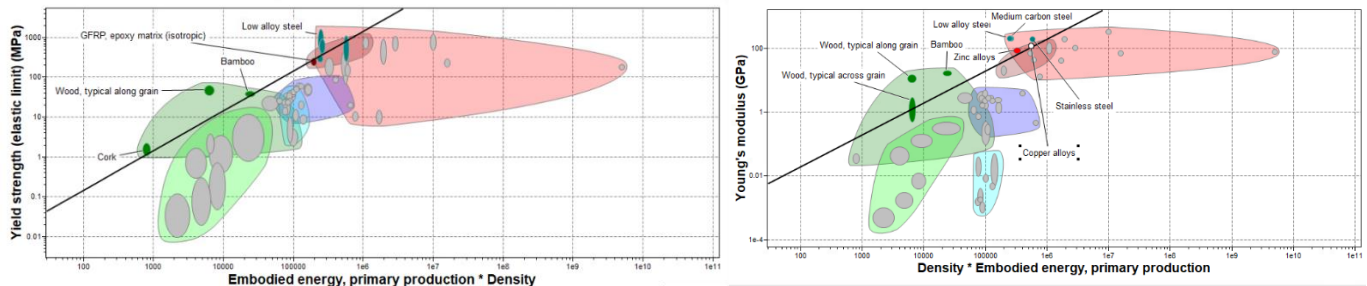 Yield strength (elastic limit) (MPa)
1000
100
10
1
0.1
0.01
Low alloy steel
GFRP, epoxy matrix (isotropic)
Bamboo
Wood, typical along grain
Cork
100
1000
10000
100000
1e6
1e7
1e8
1e9
1e10
1e11
Embodied energy, primary production * Density
Young's modulus (GPa)
100
1
0.01
1e-4
Medium carbon steel
Low alloy steel
Wood, typical along grain
Bamboo
Zinc alloys
Wood, typical across grain
Stainless steel
Copper alloys
100
1000
10000
100000
1e6
1e7
1e8
1e9
1e10
1e11
Density * Embodied energy, primary production